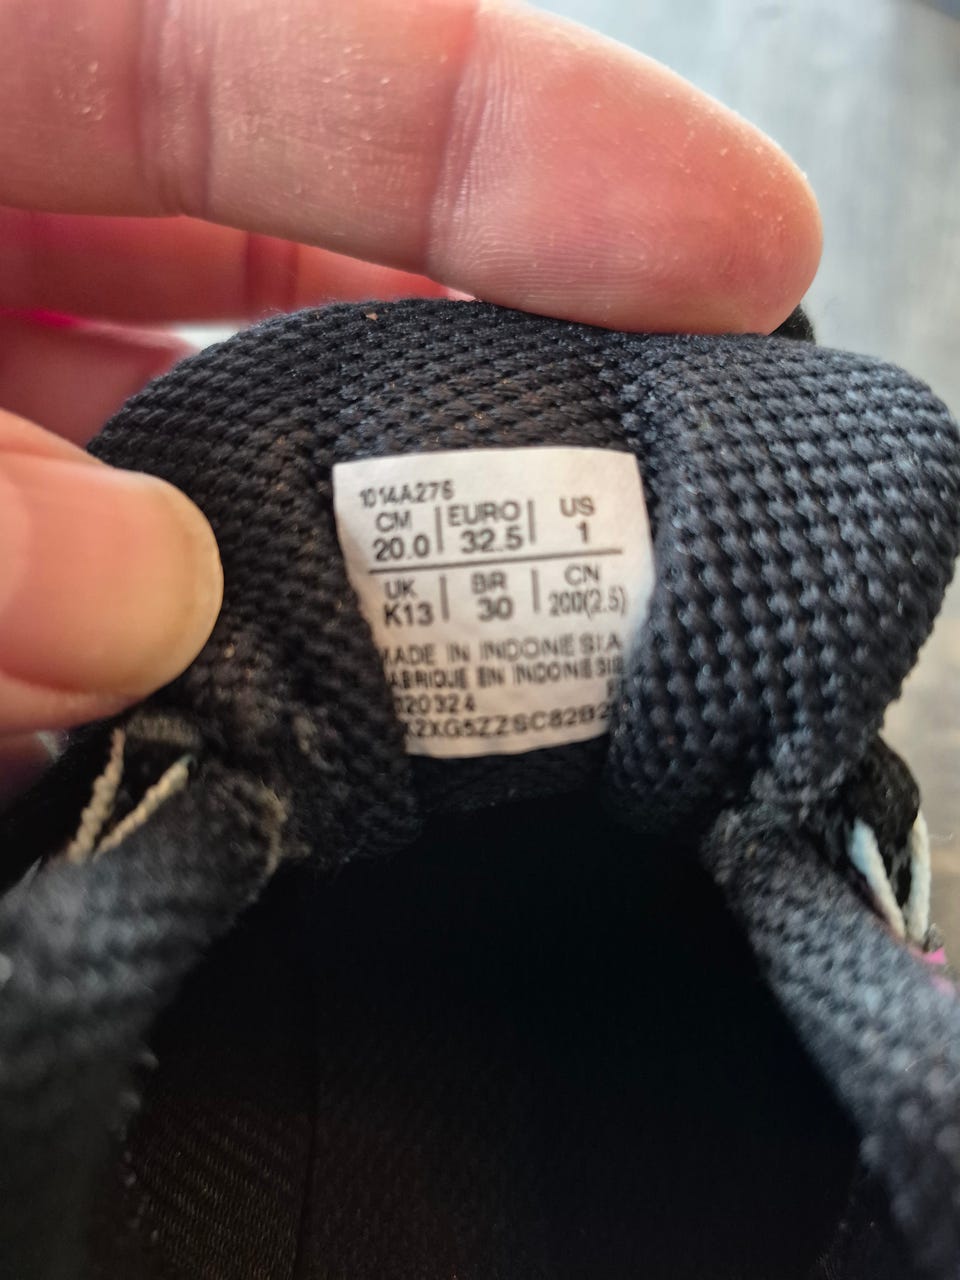 1014A276
CM | EURO | US
20.0 | 32.5 | 1
UK | BR | CN
K13 | 30 | 200(2.5)
MADE IN INDONESIA
FABRIQUE EN INDONESIE
020324